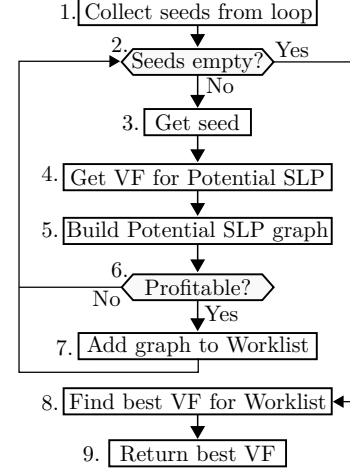 1. Collect seeds from loop
2. Seeds empty? Yes
No
3. Get seed
4. Get VF for Potential SLP
5. Build Potential SLP graph
6. Profitable?
No
Yes
7. Add graph to Worklist
8. Find best VF for Worklist
9. Return best VF